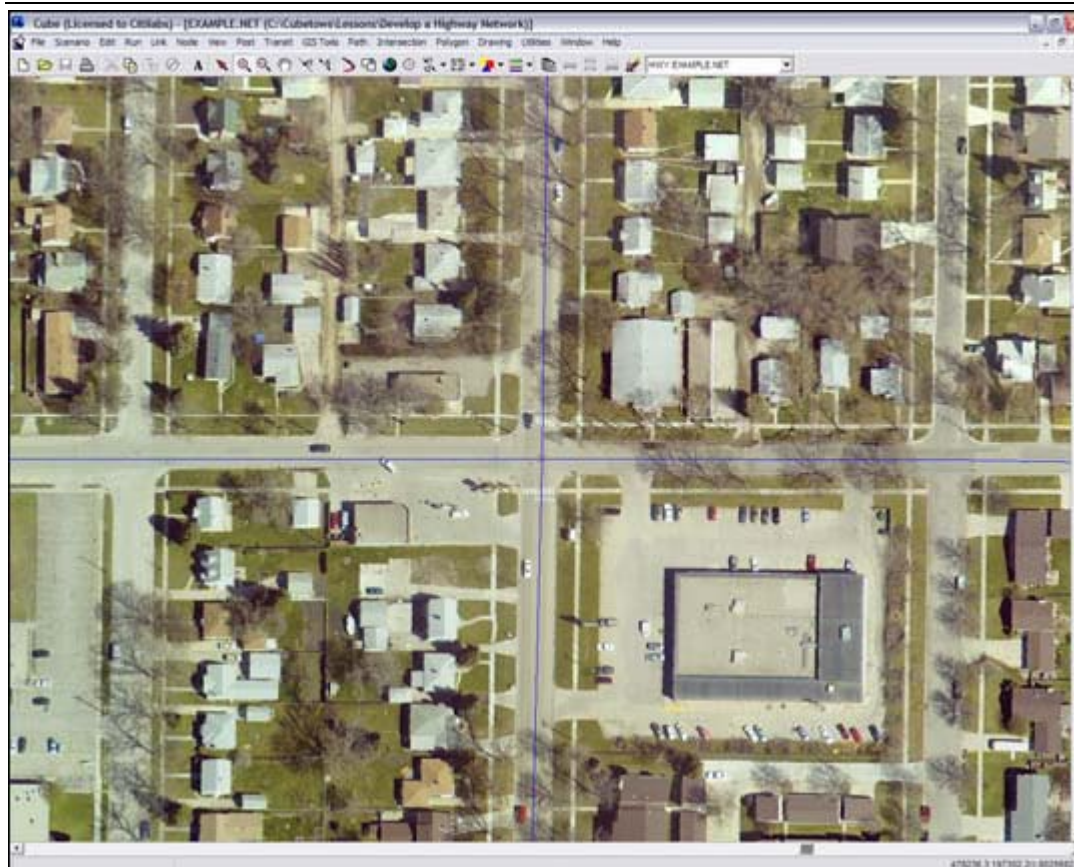 Cube (Licensed to Citilabs) - [EXAMPLE.NET (C:\Cubetown\Lessons\Develop a Highway Network)]
File Scenario Edit Run Link Node View Post Transit GIS Tools Path Intersection Polygon Drawing Utilities Window Help
A HWY: EXAMPLE.NET